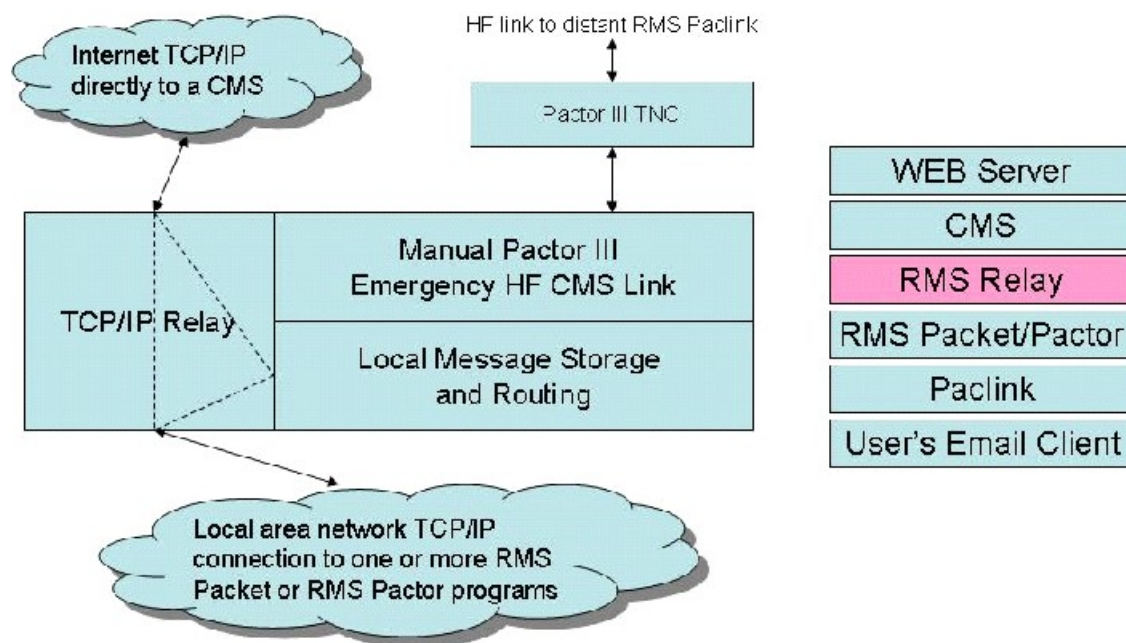 HF link to distant RMS Paclink
Internet TCP/IP
directly to a CMS
Pactor III TNC
Manual Pactor III
Emergency HF CMS Link
TCP/IP Relay
Local Message Storage
and Routing
Local area network TCP/IP
connection to one or more RMS
Packet or RMS Pactor programs
WEB Server
CMS
RMS Relay
RMS Packet/Pactor
Paclink
User's Email Client